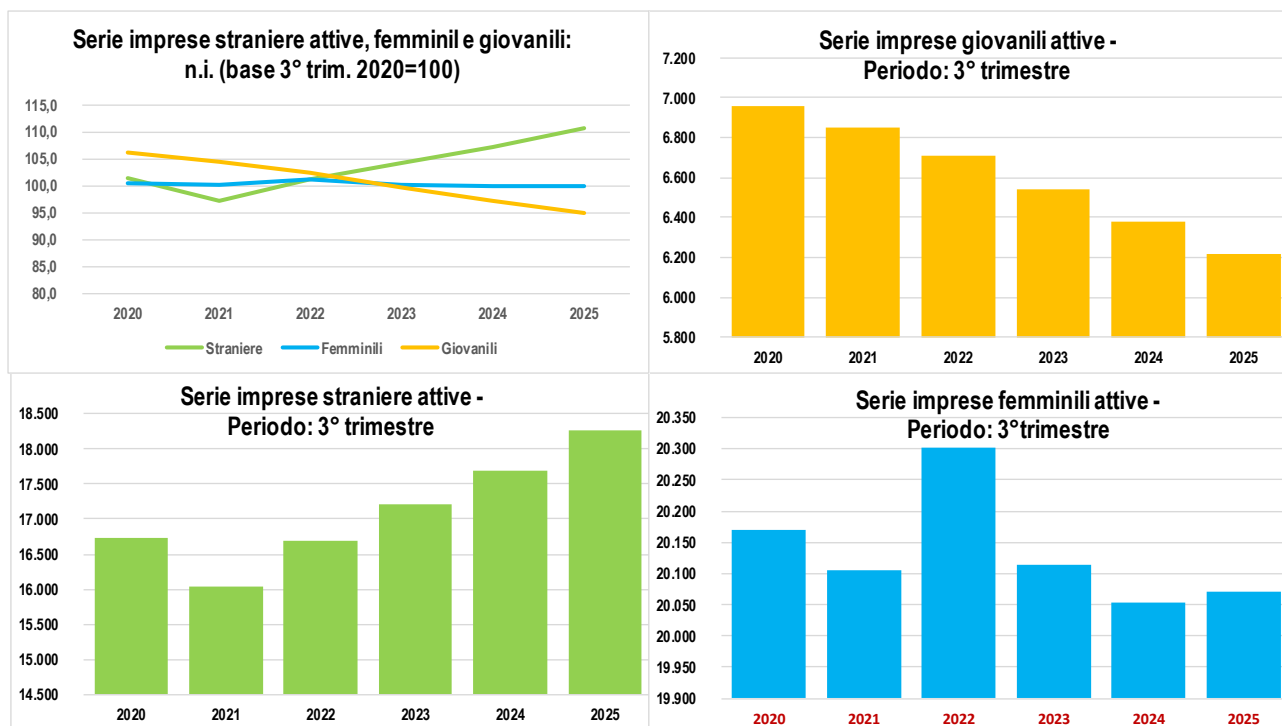 Serie imprese straniere attive, femminil e giovanili:
n.i. (base 3° trim. 2020=100)
115,0
110,0
105,0
100,0
95,0
90,0
85,0
80,0
2020 2021 2022 2023 2024 2025
Straniere Femminili Giovanili
Serie imprese giovanili attive -
Periodo: 3° trimestre
7.200
7.000
6.800
6.600
6.400
6.200
6.000
5.800
2020 2021 2022 2023 2024 2025
Serie imprese straniere attive -
Periodo: 3° trimestre
18.500
18.000
17.500
17.000
16.500
16.000
15.500
15.000
14.500
2020 2021 2022 2023 2024 2025
Serie imprese femminili attive -
Periodo: 3°trimestre
20.350
20.300
20.250
20.200
20.150
20.100
20.050
20.000
19.950
19.900
2020 2021 2022 2023 2024 2025